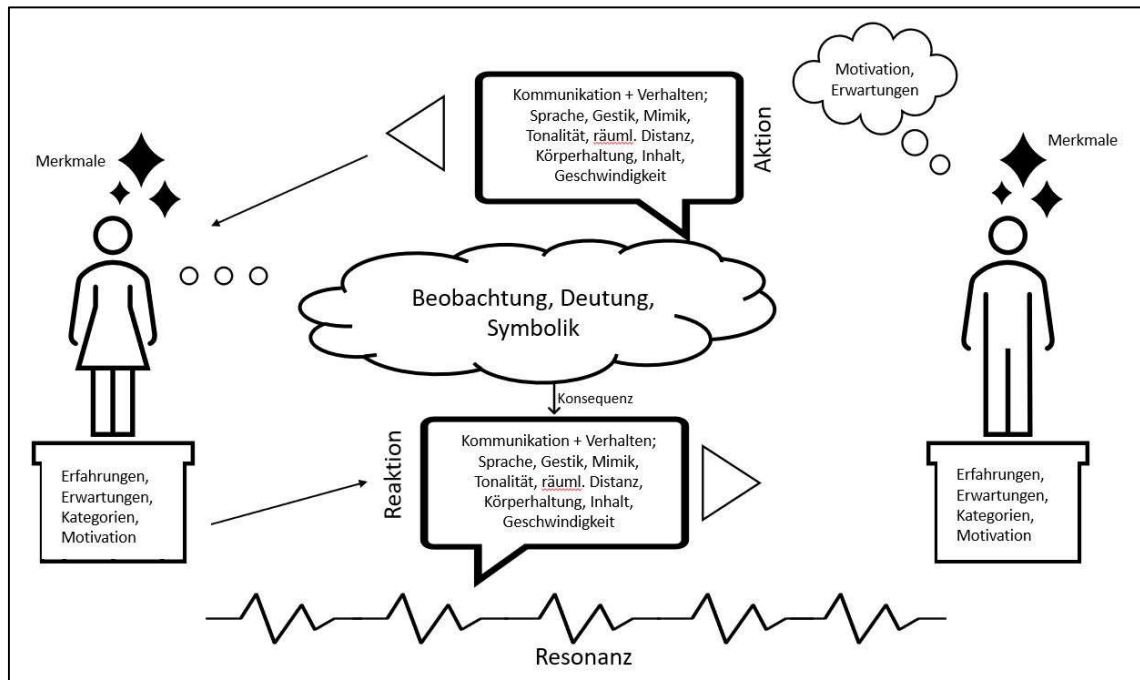 Motivation,
Erwartungen
Kommunikation + Verhalten;
Sprache, Gestik, Mimik,
Tonalität, räuml. Distanz,
Körperhaltung, Inhalt,
Geschwindigkeit
Aktion
Merkmale
Merkmale
Beobachtung, Deutung,
Symbolik
Konsequenz
Reaktion
Kommunikation + Verhalten;
Sprache, Gestik, Mimik,
Tonalität, räuml. Distanz,
Körperhaltung, Inhalt,
Geschwindigkeit
Erfahrungen,
Erwartungen,
Kategorien,
Motivation
Erfahrungen,
Erwartungen,
Kategorien,
Motivation
Resonanz